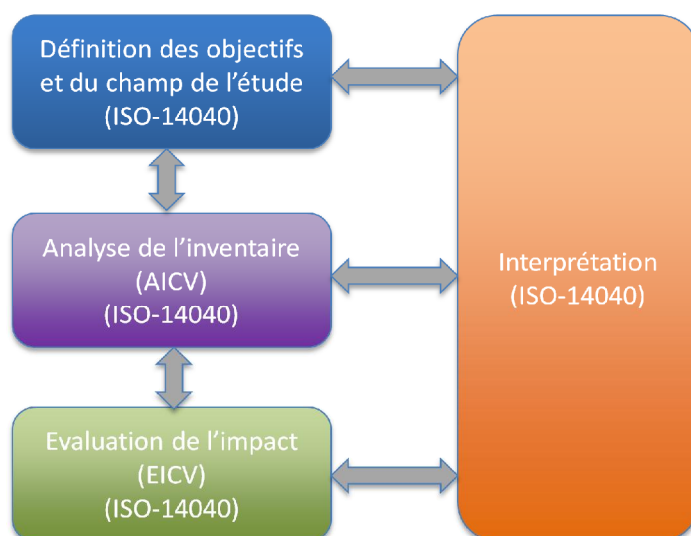 Définition des objectifs
et du champ de l’étude
(ISO-14040)
Analyse de l’inventaire
(AICV)
(ISO-14040)
Interprétation
(ISO-14040)
Evaluation de l’impact
(EICV)
(ISO-14040)